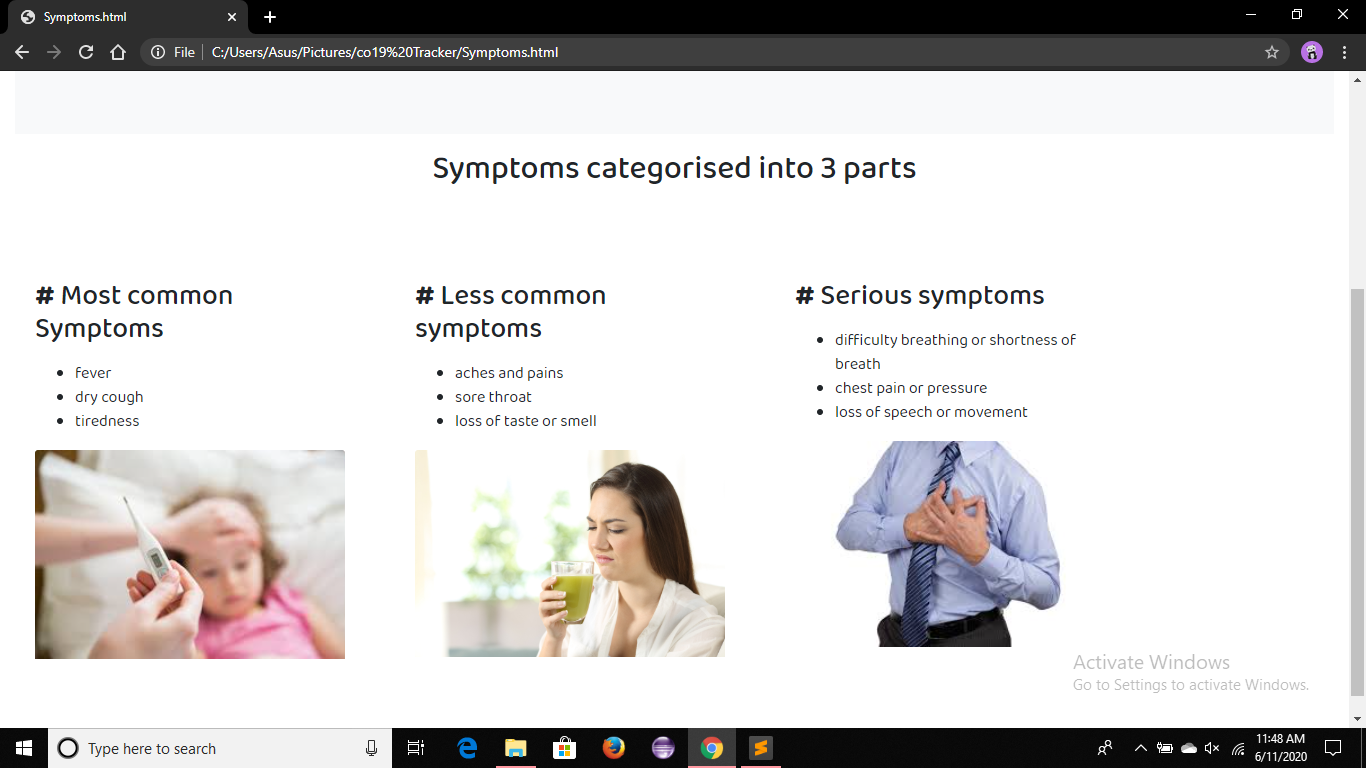 Symptoms.html
File
C:/Users/Asus/Pictures/co19%20Tracker/Symptoms.html
Symptoms categorised into 3 parts
# Most common
Symptoms
fever
dry cough
tiredness
# Less common
symptoms
aches and pains
sore throat
loss of taste or smell
# Serious symptoms
difficulty breathing or shortness of
breath
chest pain or pressure
loss of speech or movement
Activate Windows
Go to Settings to activate Windows.
Type here to search
11:48 AM
6/11/2020